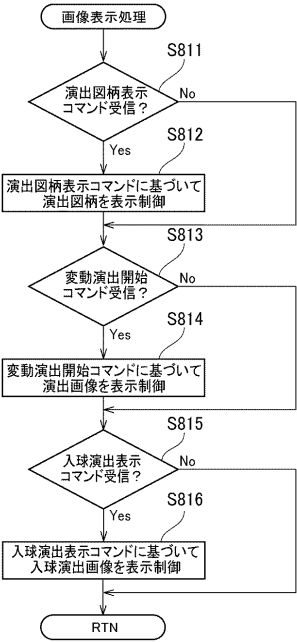 画像表示処理
S811
演出図柄表示
コマンド受信?
No
Yes
S812
演出図柄表示コマンドに基づいて
演出図柄を表示制御
S813
変動演出開始
コマンド受信?
No
Yes
S814
変動演出開始コマンドに基づいて
演出画像を表示制御
S815
入球演出表示
コマンド受信?
No
Yes
S816
入球演出表示コマンドに基づいて
入球演出画像を表示制御
RTN